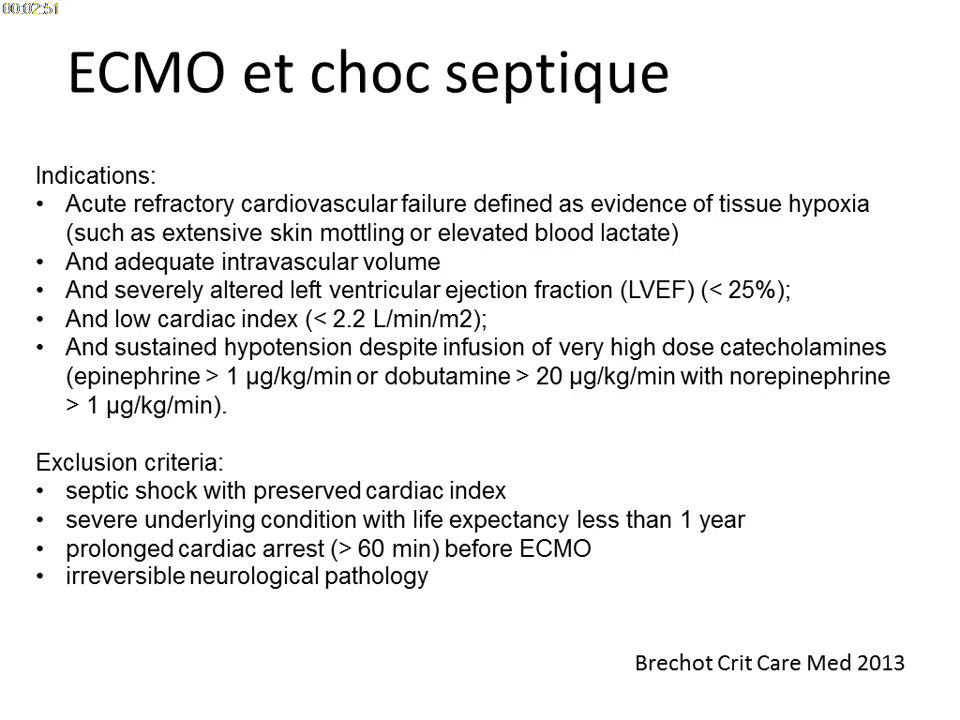 00:02:51
ECMO et choc septique
Indications:
• Acute refractory cardiovascular failure defined as evidence of tissue hypoxia
(such as extensive skin mottling or elevated blood lactate)
• And adequate intravascular volume
• And severely altered left ventricular ejection fraction (LVEF) (< 25%);
• And low cardiac index (< 2.2 L/min/m2);
• And sustained hypotension despite infusion of very high dose catecholamines
(epinephrine > 1 μg/kg/min or dobutamine > 20 μg/kg/min with norepinephrine
> 1 μg/kg/min).
Exclusion criteria:
• septic shock with preserved cardiac index
• severe underlying condition with life expectancy less than 1 year
• prolonged cardiac arrest (> 60 min) before ECMO
• irreversible neurological pathology
Brechot Crit Care Med 2013